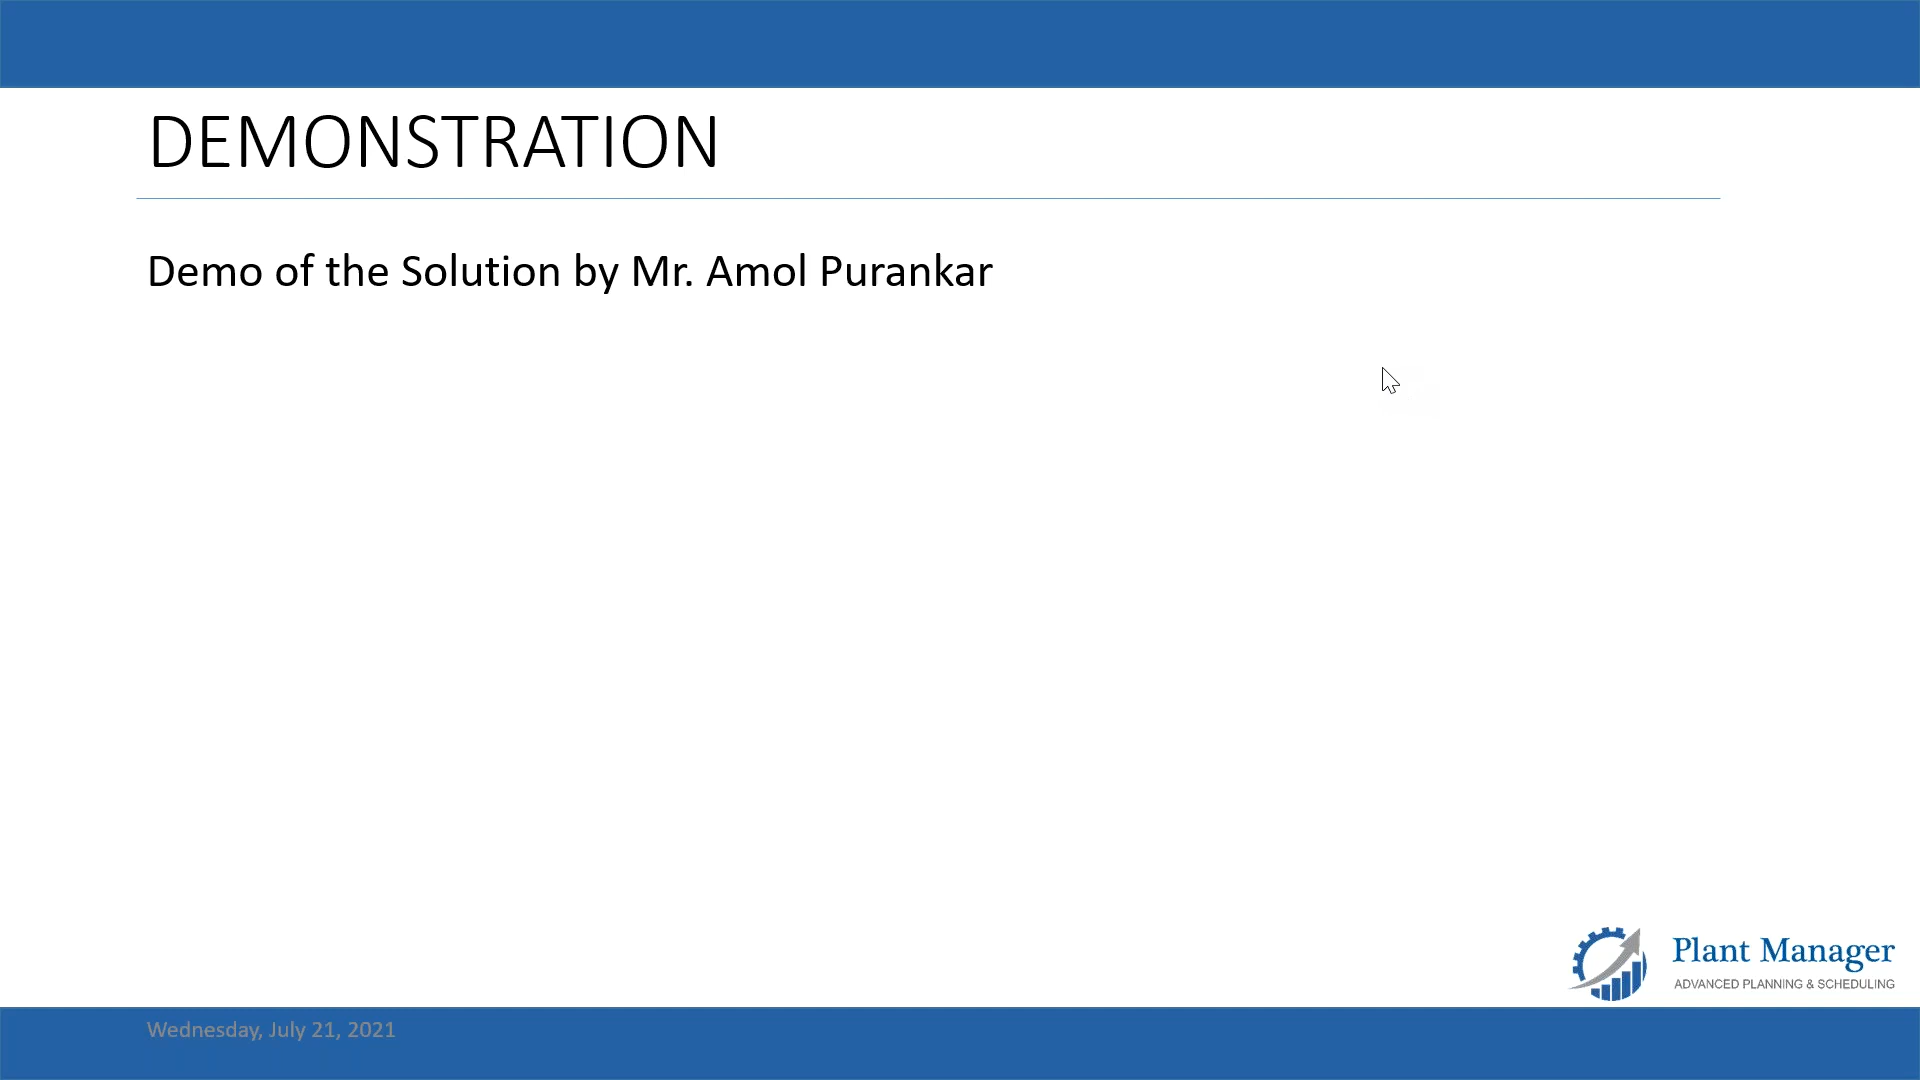 DEMONSTRATION
Demo of the Solution by Mr. Amol Purankar
Plant Manager
ADVANCED PLANNING & SCHEDULING
Wednesday, July 21, 2021